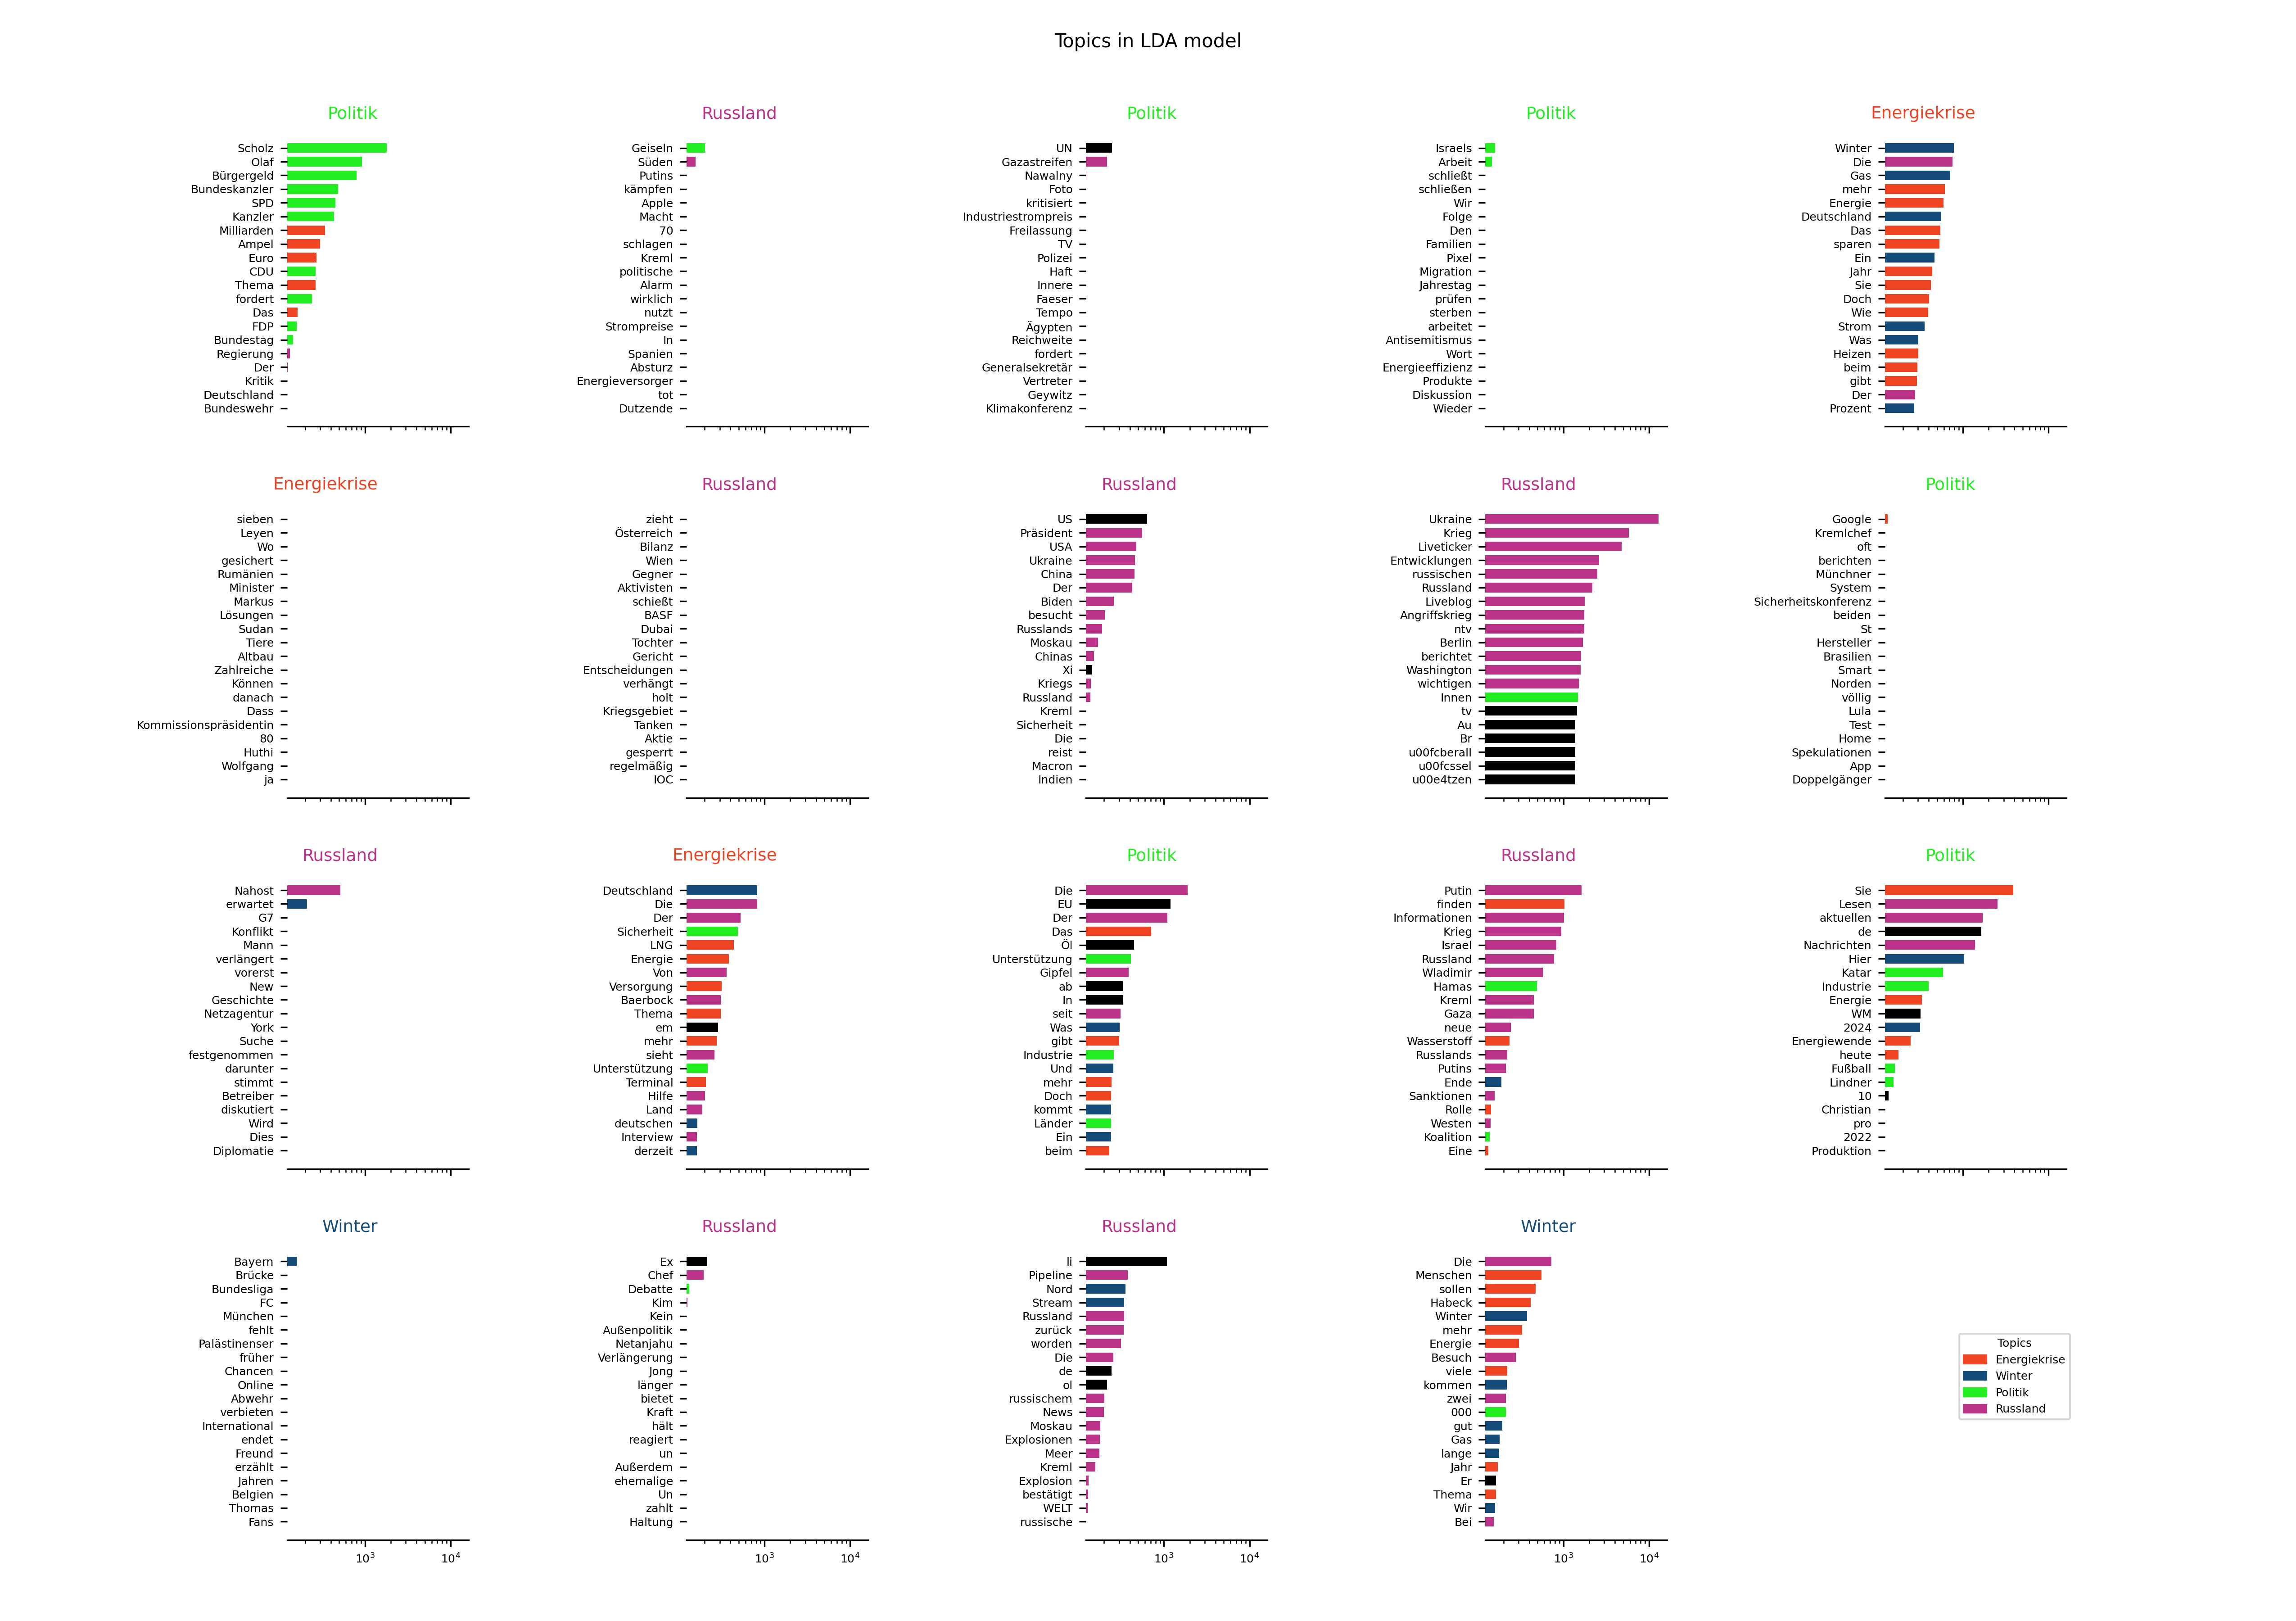 Topics in LDA model
Politik
Scholz
Olaf
Bürgergeld
Bundeskanzler
SPD
Kanzler
Milliarden
Ampel
Euro
CDU
Thema
fordert
Das
FDP
Bundestag
Regierung
Der
Kritik
Deutschland
Bundeswehr
Russland
Geiseln
Süden
Putins
kämpfen
Apple
Macht
70
schlagen
Kreml
politische
Alarm
wirklich
nutzt
Strompreise
In
Spanien
Absturz
Energieversorger
tot
Dutzende
Politik
UN
Gazastreifen
Nawalny
Foto
kritisiert
Industriestrompreis
Freilassung
TV
Polizei
Haft
Innere
Faeser
Tempo
Ägypten
Reichweite
fordert
Generalsekretär
Vertreter
Geywitz
Klimakonferenz
Politik
Israels
Arbeit
schließt
schließen
Wir
Folge
Den
Familien
Pixel
Migration
Jahrestag
prüfen
sterben
arbeitet
Antisemitismus
Wort
Energieeffizienz
Produkte
Diskussion
Wieder
Energiekrise
Winter
Die
Gas
mehr
Energie
Deutschland
Das
sparen
Ein
Jahr
Sie
Doch
Wie
Strom
Was
Heizen
beim
gibt
Der
Prozent
Energiekrise
sieben
Leyen
Wo
gesichert
Rumänien
Minister
Markus
Lösungen
Sudan
Tiere
Altbau
Zahlreiche
Können
danach
Dass
Kommissionspräsidentin
80
Huthi
Wolfgang
ja
Russland
zieht
Österreich
Bilanz
Wien
Gegner
Aktivisten
schießt
BASF
Dubai
Tochter
Gericht
Entscheidungen
verhängt
holt
Kriegsgebiet
Tanken
Aktie
gesperrt
regelmäßig
IOC
Russland
US
Präsident
USA
Ukraine
China
Der
Biden
besucht
Russlands
Moskau
Chinas
Xi
Kriegs
Russland
Kreml
Sicherheit
Die
reist
Macron
Indien
Russland
Ukraine
Krieg
Liveticker
Entwicklungen
russischen
Russland
Liveblog
Angriffskrieg
ntv
Berlin
berichtet
Washington
wichtigen
Innen
tv
Au
Br
u00fcberall
u00fcssel
u00e4tzen
Politik
Google
Kremlchef
oft
berichten
Münchner
System
Sicherheitskonferenz
beiden
St
Hersteller
Brasilien
Smart
Norden
völlig
Lula
Test
Home
Spekulationen
App
Doppelgänger
Russland
Nahost
erwartet
G7
Konflikt
Mann
verlängert
vorerst
New
Geschichte
Netzagentur
York
Suche
festgenommen
darunter
stimmt
Betreiber
diskutiert
Wird
Dies
Diplomatie
Energiekrise
Deutschland
Die
Der
Sicherheit
LNG
Energie
Von
Versorgung
Baerbock
Thema
em
mehr
sieht
Unterstützung
Terminal
Hilfe
Land
deutschen
Interview
derzeit
Politik
Die
EU
Der
Das
Öl
Unterstützung
Gipfel
ab
In
seit
Was
gibt
Industrie
Und
mehr
Doch
kommt
Länder
Ein
beim
Russland
Putin
finden
Informationen
Krieg
Israel
Russland
Wladimir
Hamas
Kreml
Gaza
neue
Wasserstoff
Russlands
Putins
Ende
Sanktionen
Rolle
Westen
Koalition
Eine
Politik
Sie
Lesen
aktuellen
de
Nachrichten
Hier
Katar
Industrie
Energie
WM
2024
Energiewende
heute
Fußball
Lindner
10
Christian
pro
2022
Produktion
Winter
Bayern
Brücke
Bundesliga
FC
München
fehlt
Palästinenser
früher
Chancen
Online
Abwehr
verbieten
International
endet
Freund
erzählt
Jahren
Belgien
Thomas
Fans
10³ 10⁴
Russland
Ex
Chef
Debatte
Kim
Kein
Außenpolitik
Netanjahu
Verlängerung
Jong
länger
bietet
Kraft
hält
reagiert
un
Außerdem
ehemalige
Un
zahlt
Haltung
10³ 10⁴
Russland
li
Pipeline
Nord
Stream
Russland
zurück
worden
Die
de
ol
russischem
News
Moskau
Explosionen
Meer
Kreml
Explosion
bestätigt
WELT
russische
10³ 10⁴
Winter
Die
Menschen
sollen
Habeck
Winter
mehr
Energie
Besuch
viele
kommen
zwei
000
gut
Gas
lange
Jahr
Er
Thema
Wir
Bei
10³ 10⁴
Topics
Energiekrise
Winter
Politik
Russland